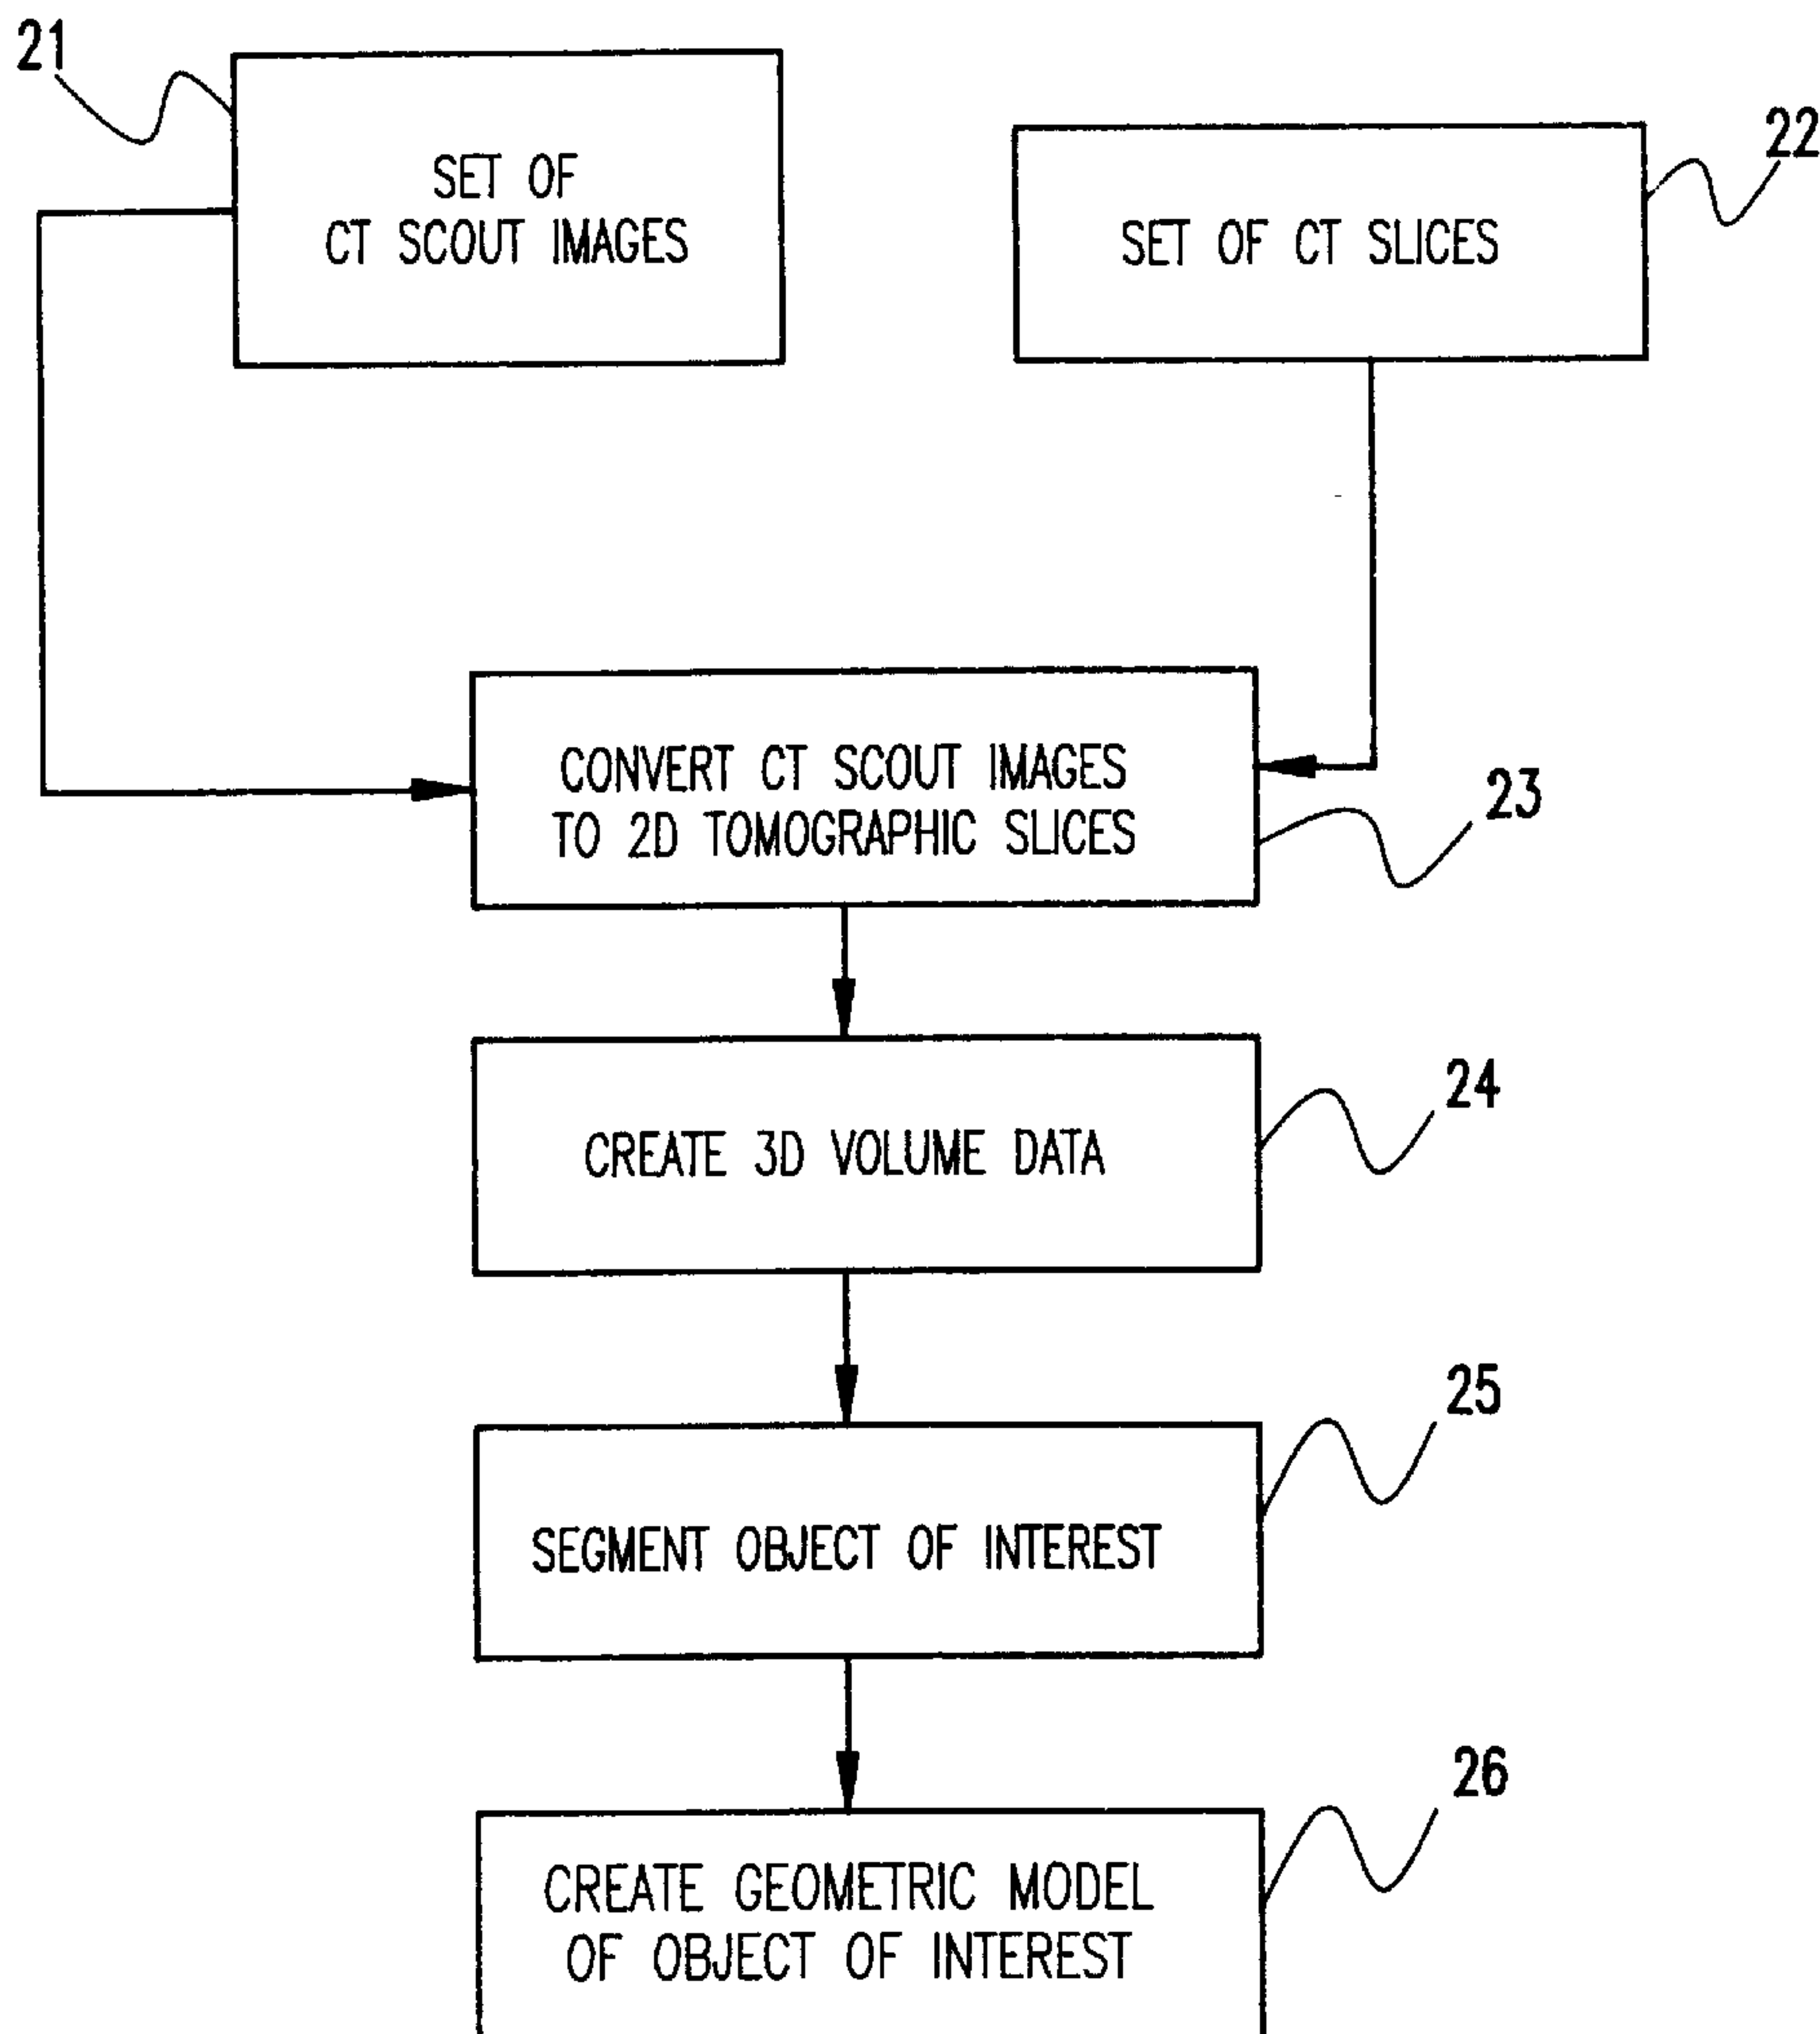 21
SET OF
CT SCOUT IMAGES
22
SET OF CT SLICES
CONVERT CT SCOUT IMAGES
TO 2D TOMOGRAPHIC SLICES
23
CREATE 3D VOLUME DATA
24
SEGMENT OBJECT OF INTEREST
25
CREATE GEOMETRIC MODEL
OF OBJECT OF INTEREST
26